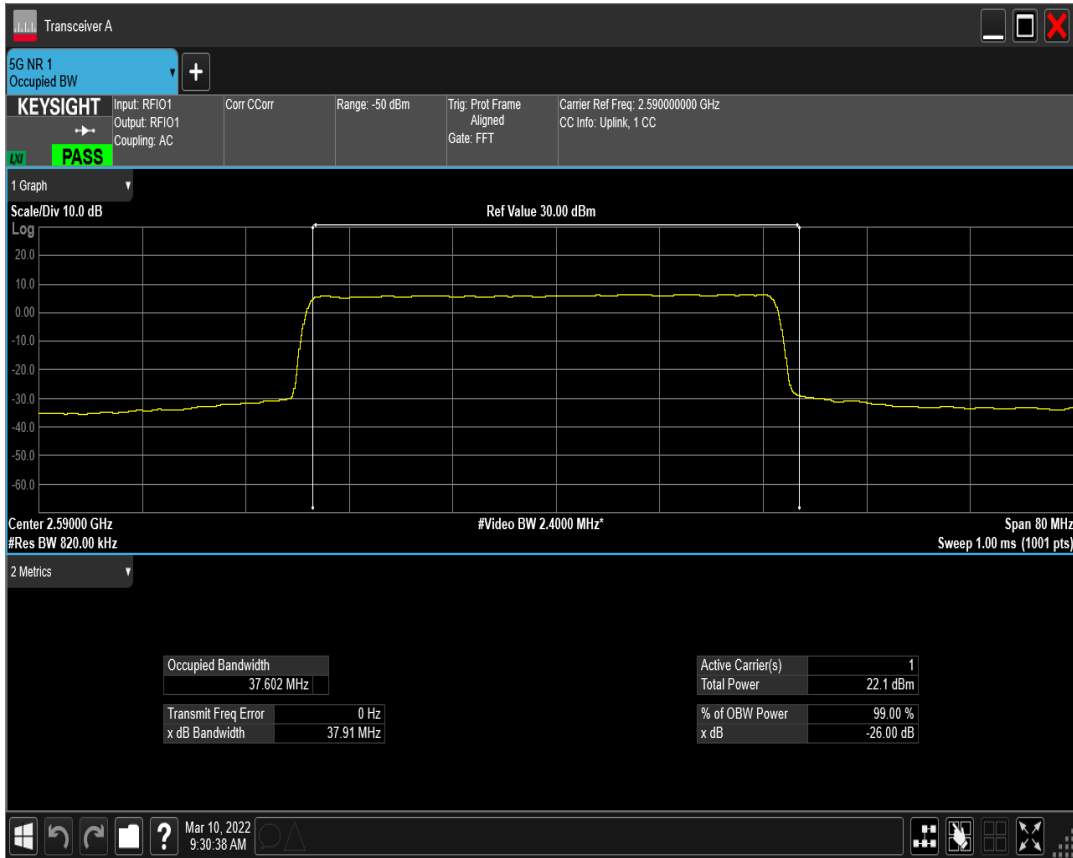 Transceiver A
5G NR 1
Occupied BW
+
KEYSIGHT
LXI
PASS
Input: RFIO1
Output: RFIO1
Coupling: AC
Corr CCorr
Range: -50 dBm
Trig: Prot Frame
Aligned
Gate: FFT
Carrier Ref Freq: 2.590000000 GHz
CC Info: Uplink, 1 CC
1 Graph
Scale/Div 10.0 dB
Ref Value 30.00 dBm
Log
20.0
10.0
0.00
-10.0
-20.0
-30.0
-40.0
-50.0
-60.0
Center 2.59000 GHz
#Video BW 2.4000 MHz*
Span 80 MHz
#Res BW 820.00 kHz
Sweep 1.00 ms (1001 pts)
2 Metrics
Occupied Bandwidth
37.602 MHz
Transmit Freq Error 0 Hz
x dB Bandwidth 37.91 MHz
Active Carrier(s) 1
Total Power 22.1 dBm
% of OBW Power 99.00 %
x dB -26.00 dB
?
Mar 10, 2022
9:30:38 AM